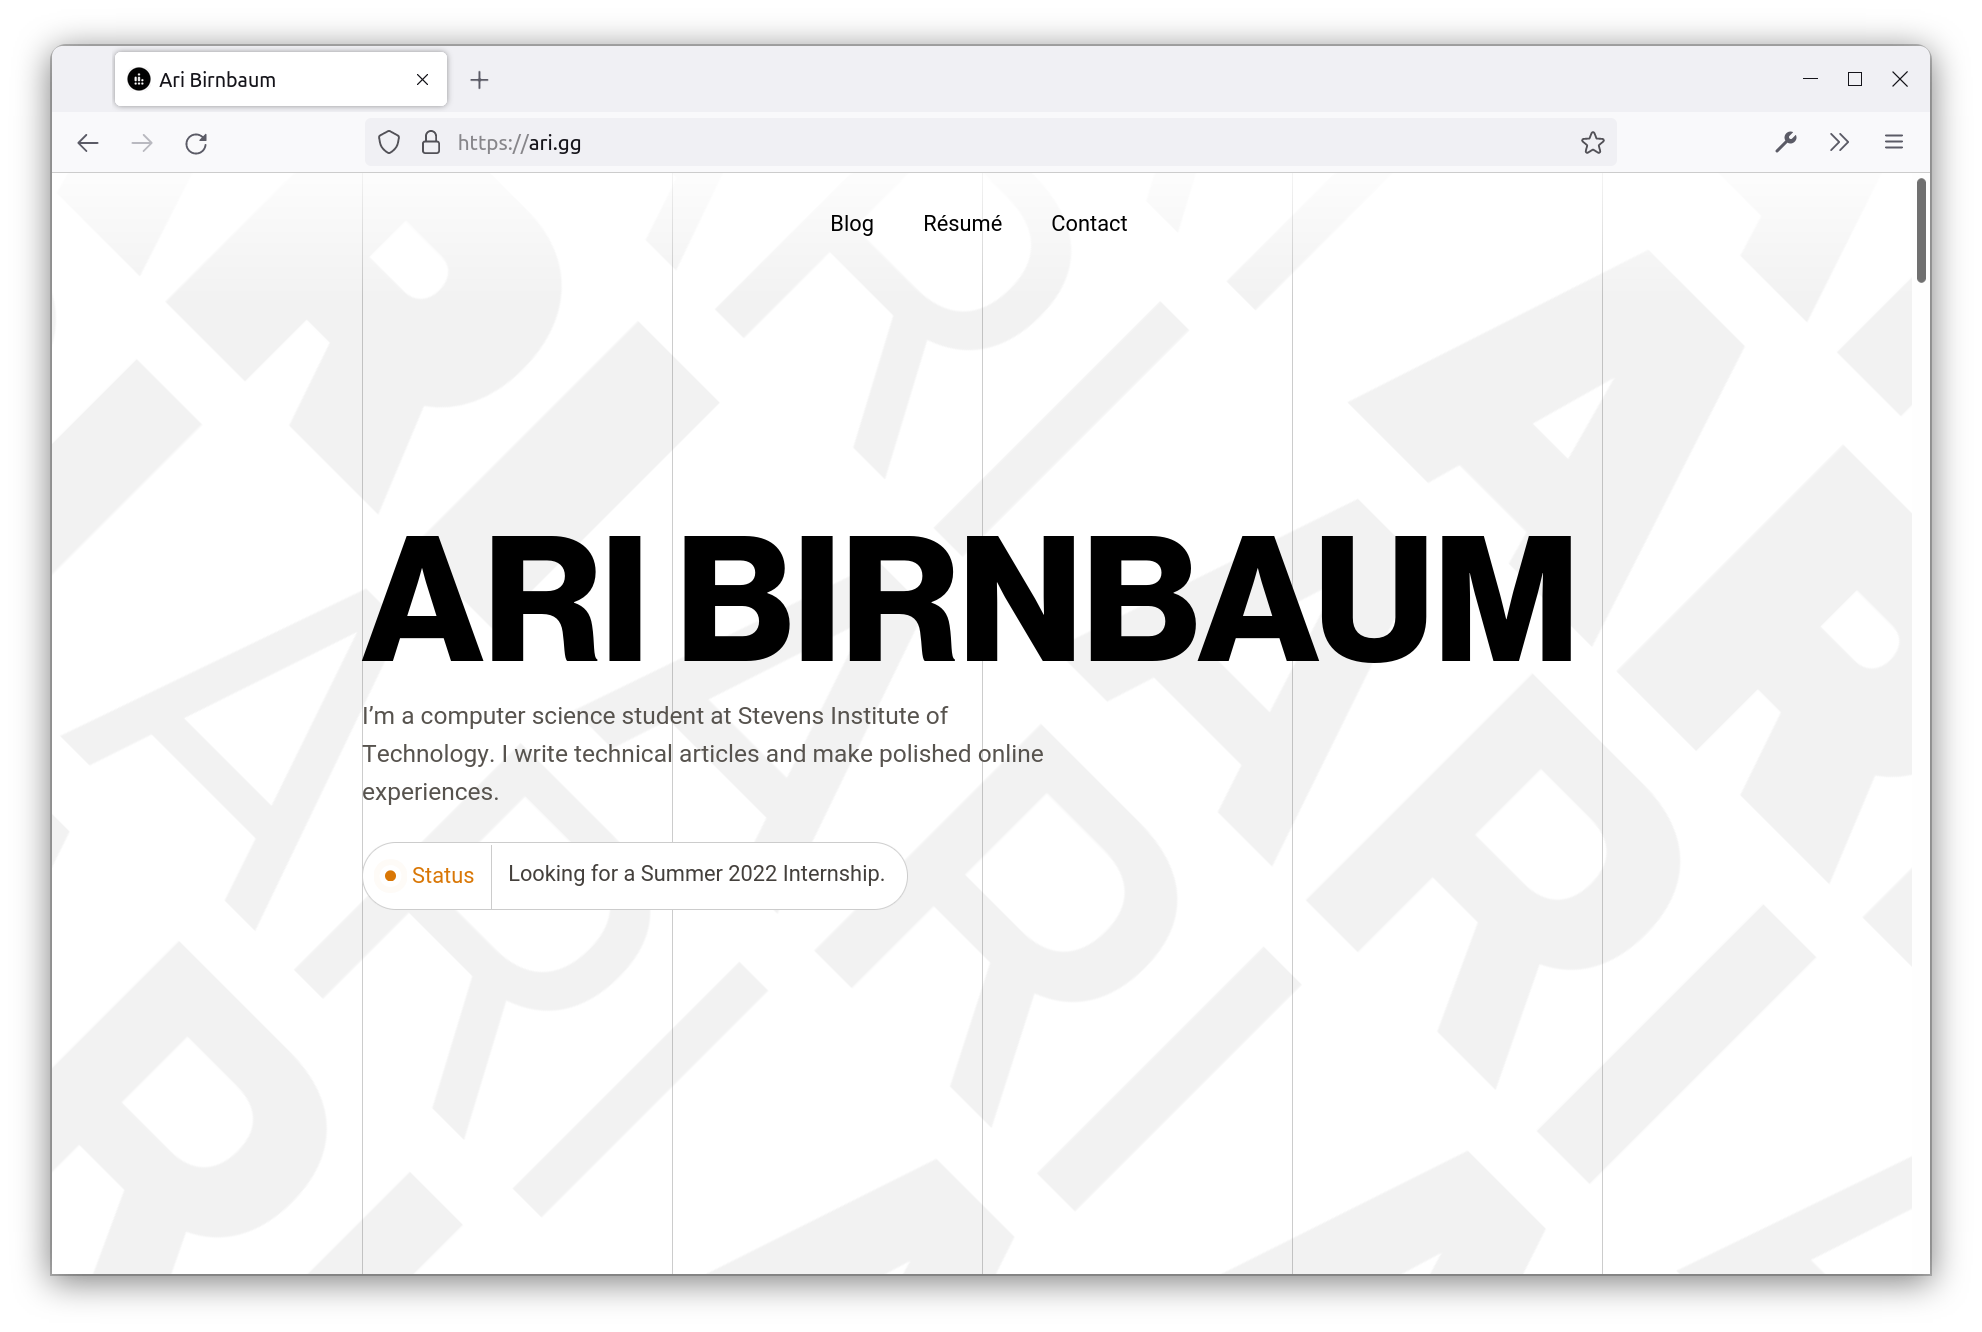 Ari Birnbaum
https://ari.gg
Blog Résumé Contact
ARI BIRNBAUM
I’m a computer science student at Stevens Institute of
Technology. I write technical articles and make polished online
experiences.
Status Looking for a Summer 2022 Internship.